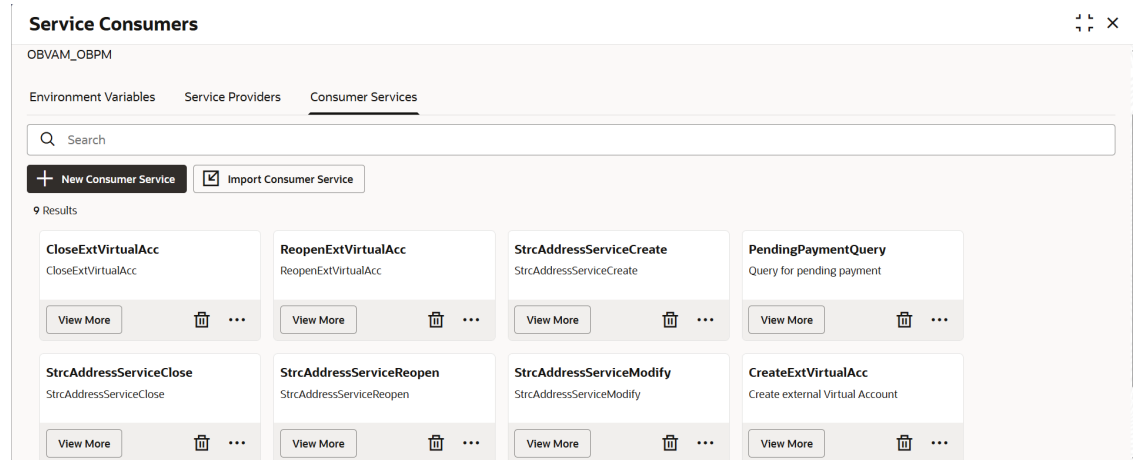 Service Consumers
OBVAM_OBPM
Environment Variables Service Providers Consumer Services
Search
New Consumer Service Import Consumer Service
9 Results
CloseExtVirtualAcc ReopenExtVirtualAcc StrcAddressServiceCreate PendingPaymentQuery
CloseExtVirtualAcc ReopenExtVirtualAcc StrcAddressServiceCreate Query for pending payment
View More View More View More View More
StrcAddressServiceClose StrcAddressServiceReopen StrcAddressServiceModify CreateExtVirtualAcc
StrcAddressServiceClose StrcAddressServiceReopen StrcAddressServiceModify Create external Virtual Account
View More View More View More View More